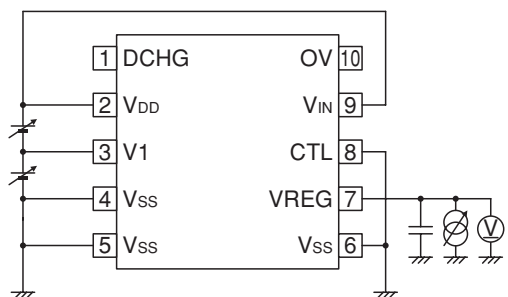 1 DCHG OV 10
2 VDD VIN 9
3 V1 CTL 8
4 VSS VREG 7
5 VSS VSS 6
V